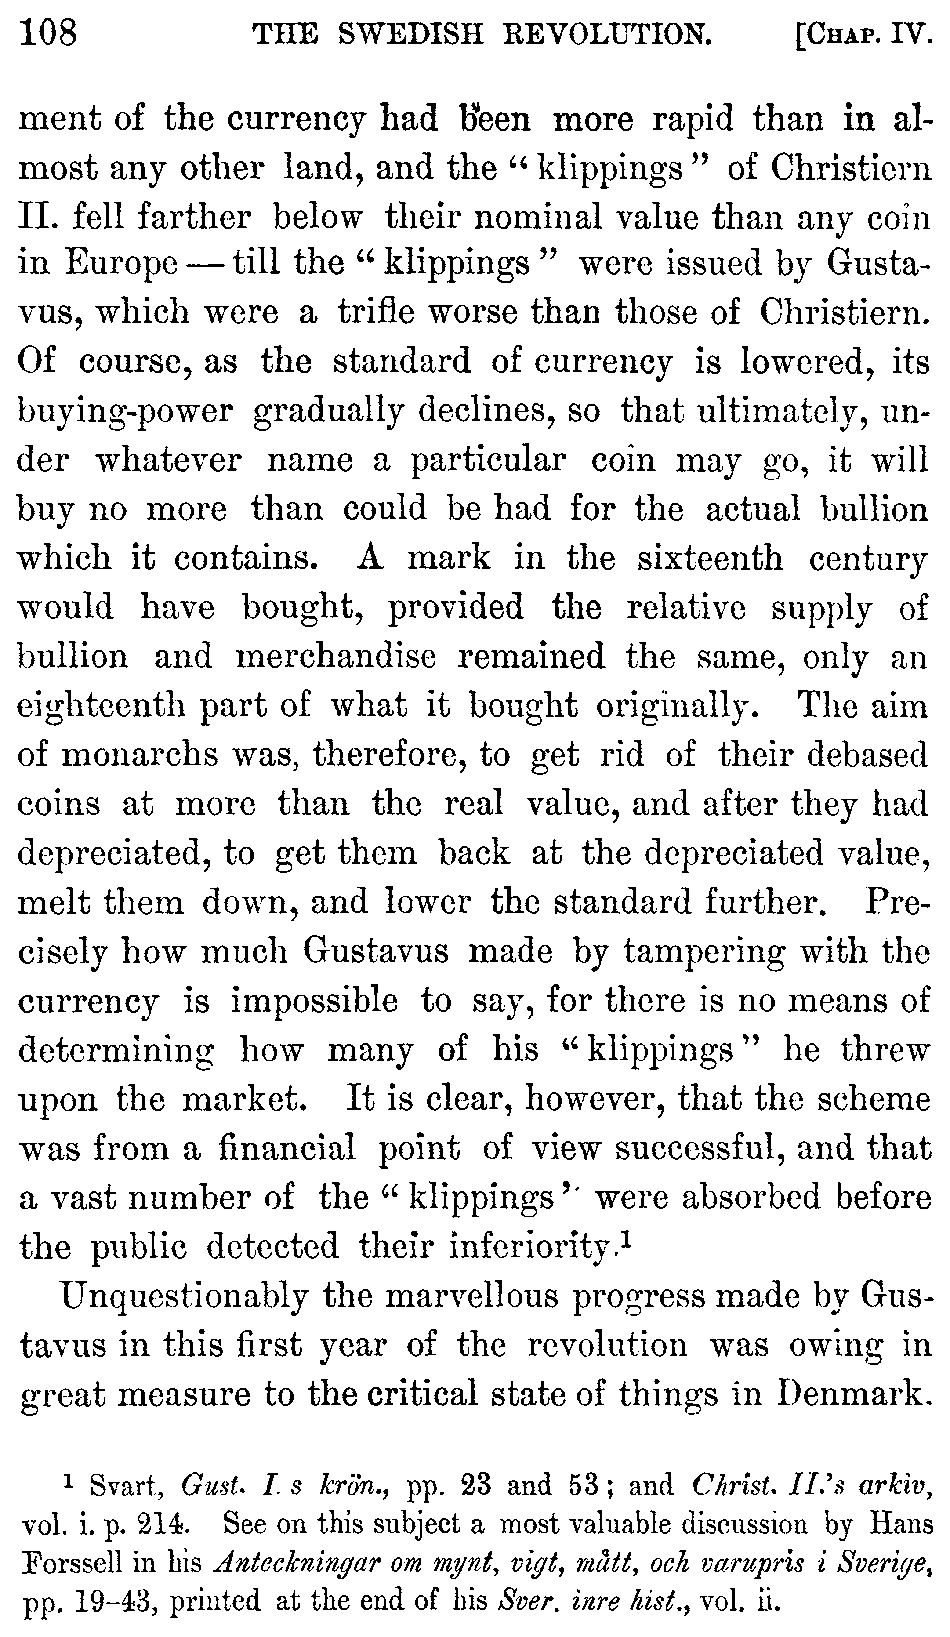 108 THE SWEDISH REVOLUTION. [CHAP. IV.
ment of the currency had been more rapid than in al-
most any other land, and the “klippings” of Christiern
II. fell farther below their nominal value than any coin
in Europe — till the “klippings” were issued by Gusta-
vus, which were a trifle worse than those of Christiern.
Of course, as the standard of currency is lowered, its
buying-power gradually declines, so that ultimately, un-
der whatever name a particular coin may go, it will
buy no more than could be had for the actual bullion
which it contains. A mark in the sixteenth century
would have bought, provided the relative supply of
bullion and merchandise remained the same, only an
eighteenth part of what it bought originally. The aim
of monarchs was, therefore, to get rid of their debased
coins at more than the real value, and after they had
depreciated, to get them back at the depreciated value,
melt them down, and lower the standard further. Pre-
cisely how much Gustavus made by tampering with the
currency is impossible to say, for there is no means of
determining how many of his “klippings” he threw
upon the market. It is clear, however, that the scheme
was from a financial point of view successful, and that
a vast number of the “klippings” were absorbed before
the public detected their inferiority.¹
Unquestionably the marvellous progress made by Gus-
tavus in this first year of the revolution was owing in
great measure to the critical state of things in Denmark.
¹ Svart, Gust. I.s krön., pp. 23 and 53; and Christ. II.'s arkiv,
vol. i. p. 214. See on this subject a most valuable discussion by Hans
Forssell in his Anteckningar om mynt, vigt, mått, och varupris i Sverige,
pp. 19–43, printed at the end of his Sver. inre hist., vol. ii.